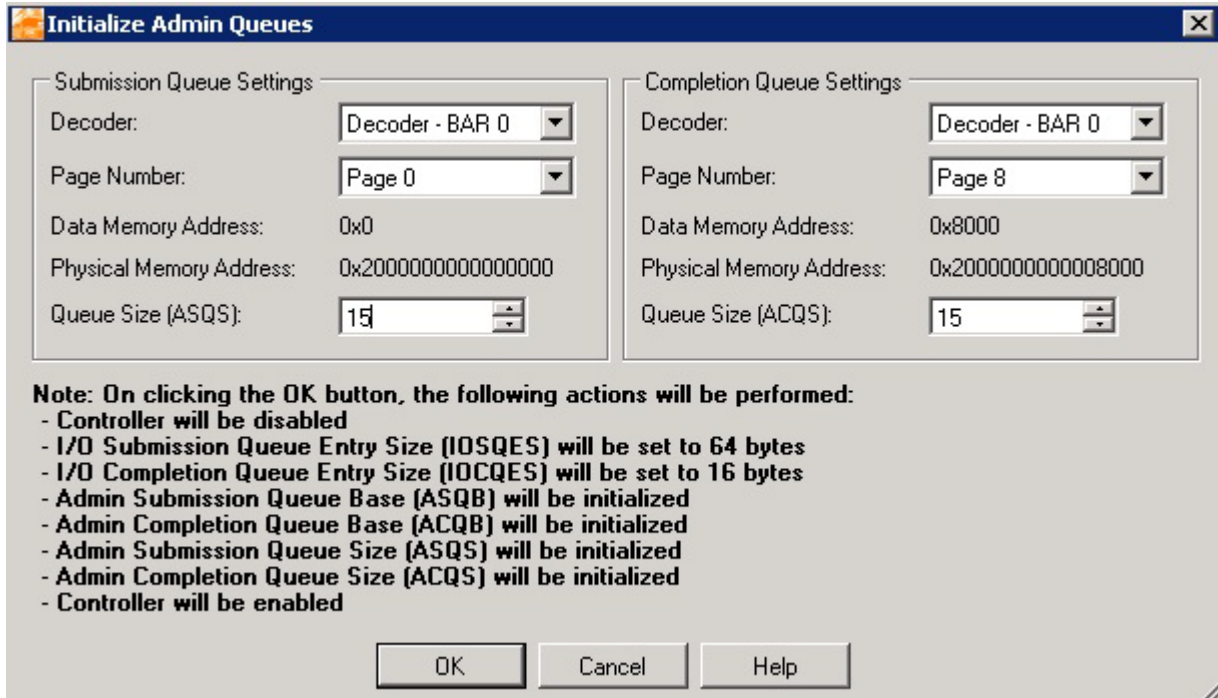 Initialize Admin Queues
Submission Queue Settings
Decoder: Decoder - BAR 0
Page Number: Page 0
Data Memory Address: 0x0
Physical Memory Address: 0x2000000000000000
Queue Size (ASQS): 15
Completion Queue Settings
Decoder: Decoder - BAR 0
Page Number: Page 8
Data Memory Address: 0x8000
Physical Memory Address: 0x2000000000008000
Queue Size (ACQS): 15
Note: On clicking the OK button, the following actions will be performed:
- Controller will be disabled
- I/O Submission Queue Entry Size (IOSQES) will be set to 64 bytes
- I/O Completion Queue Entry Size (IOCQES) will be set to 16 bytes
- Admin Submission Queue Base (ASQB) will be initialized
- Admin Completion Queue Base (ACQB) will be initialized
- Admin Submission Queue Size (ASQS) will be initialized
- Admin Completion Queue Size (ACQS) will be initialized
- Controller will be enabled
OK Cancel Help